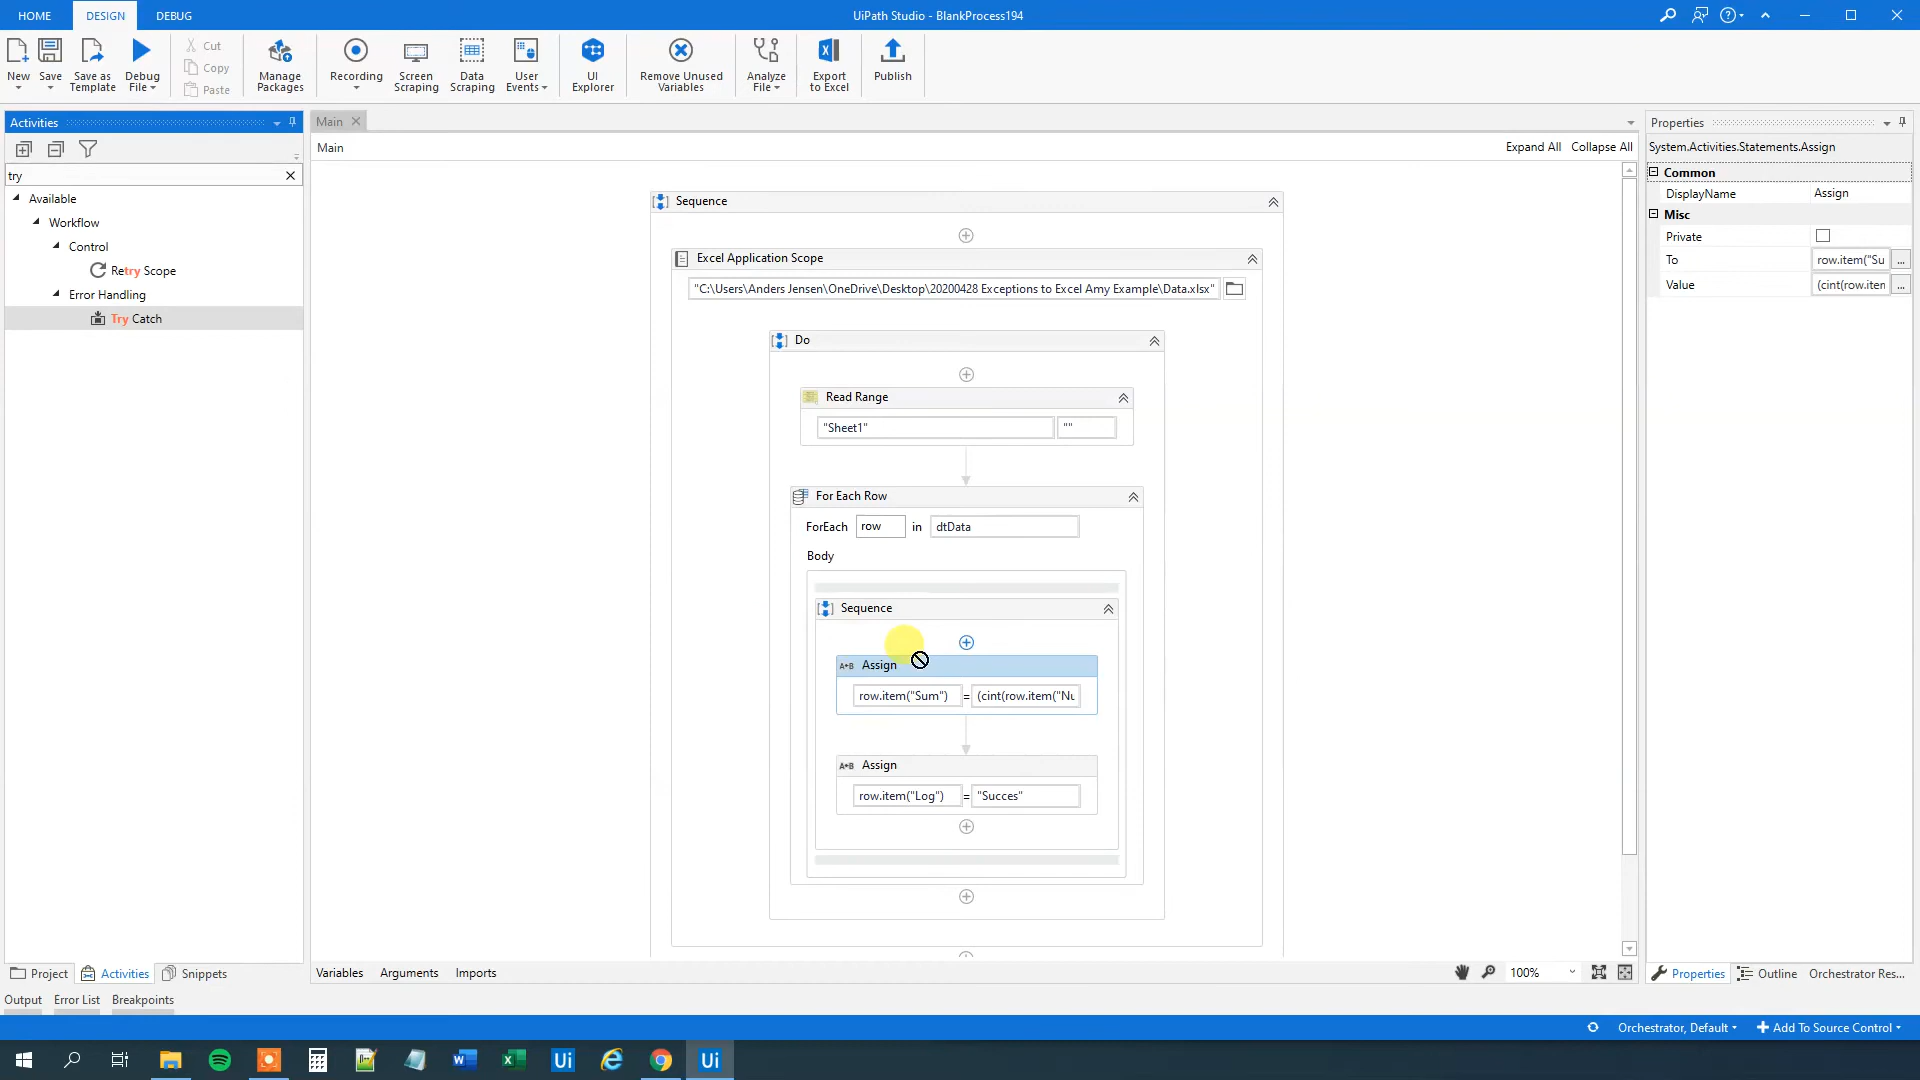 HOME DESIGN DEBUG UiPath Studio - BlankProcess194
Cut
Copy
Paste
New Save Save as Template Debug File Manage Packages Recording Screen Scraping Data Scraping User Events UI Explorer Remove Unused Variables Analyze File Export to Excel Publish
Activities
try
Available
Workflow
Control
Retry Scope
Error Handling
Try Catch
Main
Main Expand All Collapse All
Sequence
Excel Application Scope
"C:\Users\Anders Jensen\OneDrive\Desktop\20200428 Exceptions to Excel Amy Example\Data.xlsx"
Do
Read Range
"Sheet1" ""
For Each Row
ForEach row in dtData
Body
Sequence
A+B Assign
row.item("Sum") = (cint(row.item("Nu
A+B Assign
row.item("Log") = "Succes"
Properties
System.Activities.Statements.Assign
Common
DisplayName Assign
Misc
Private
To row.item("Su ...
Value (cint(row.iten ...
Project Activities Snippets
Variables Arguments Imports 100%
Properties Outline Orchestrator Res...
Output Error List Breakpoints
Orchestrator, Default Add To Source Control
Ui Ui